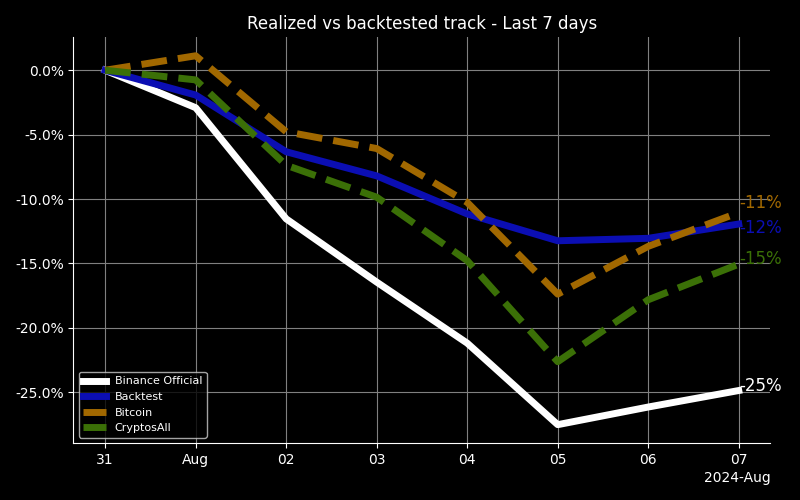 Realized vs backtested track - Last 7 days
0.0%
-5.0%
-10.0%
-15.0%
-20.0%
-25.0%
-11%
-12%
-15%
-25%
Binance Official
Backtest
Bitcoin
CryptosAll
31 Aug 02 03 04 05 06 07
2024-Aug